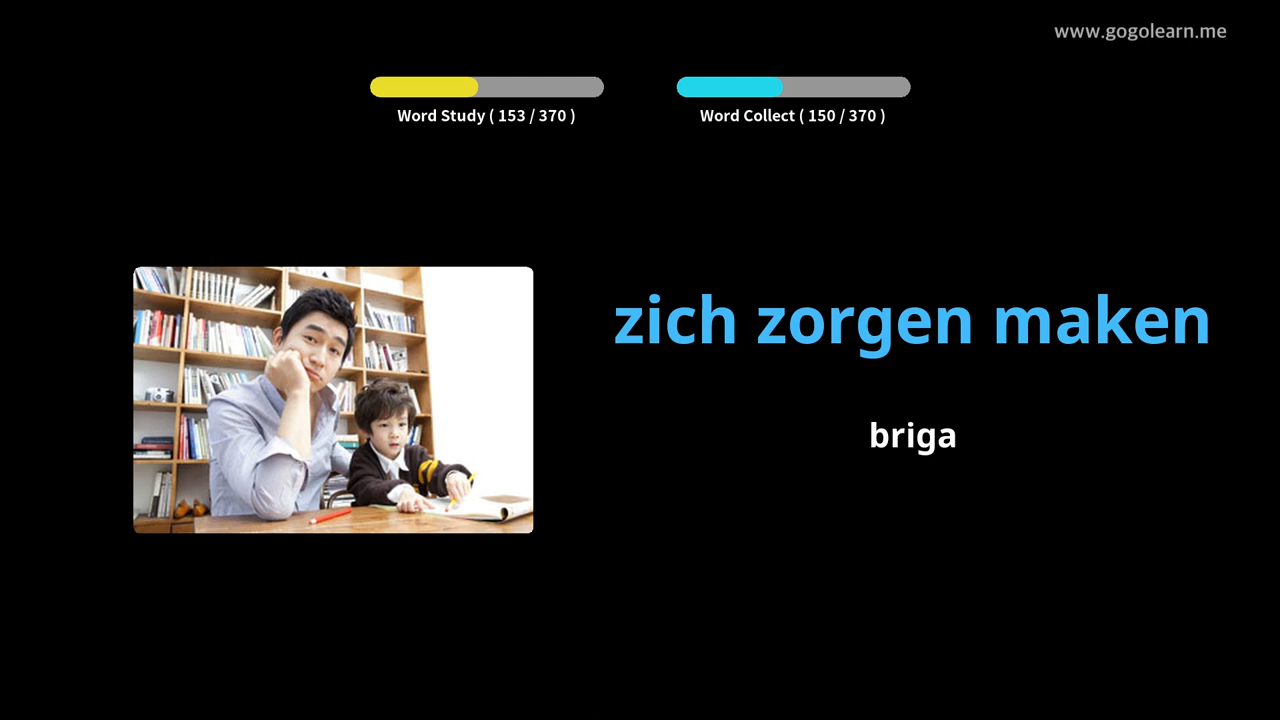 www.gogolearn.me
Word Study ( 153 / 370 )
Word Collect ( 150 / 370 )
zich zorgen maken
briga